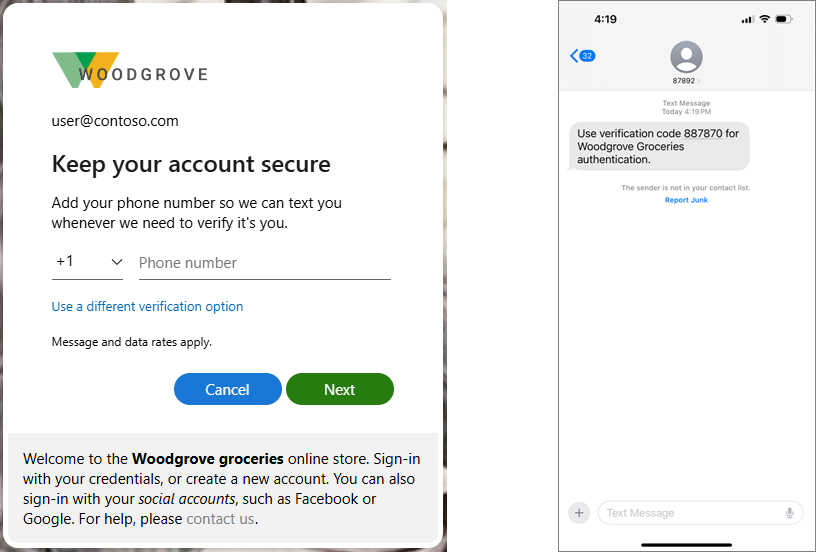 WOODGROVE
user@contoso.com
Keep your account secure
Add your phone number so we can text you
whenever we need to verify it's you.
+1
Phone number
Use a different verification option
Message and data rates apply.
Cancel
Next
Welcome to the Woodgrove groceries online store. Sign-in
with your credentials, or create a new account. You can also
sign-in with your social accounts, such as Facebook or
Google. For help, please contact us.
4:19
32
87892
Text Message
Today 4:19 PM
Use verification code 887870 for
Woodgrove Groceries
authentication.
The sender is not in your contact list.
Report Junk
Text Message